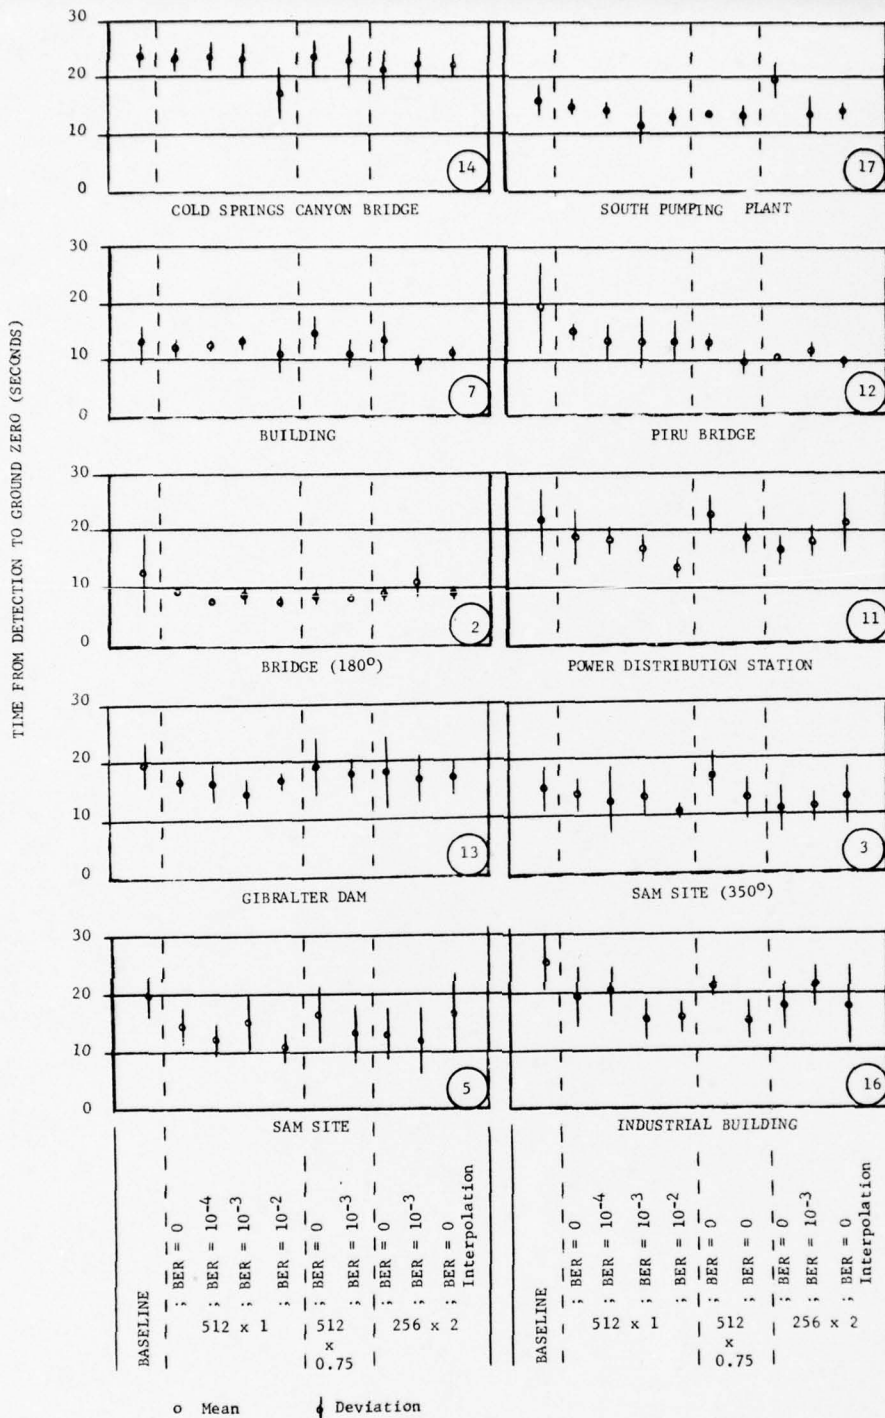 TIME FROM DETECTION TO GROUND ZERO (SECONDS)
30
20
10
0
14
17
COLD SPRINGS CANYON BRIDGE
SOUTH PUMPING PLANT
30
20
10
0
7
12
BUILDING
PIRU BRIDGE
30
20
10
0
2
11
BRIDGE (180°)
POWER DISTRIBUTION STATION
30
20
10
0
13
3
GIBRALTER DAM
SAM SITE (350°)
30
20
10
0
5
16
SAM SITE
INDUSTRIAL BUILDING
BASELINE
; BER = 0
; BER = 10-4
; BER = 10-3
; BER = 10-2
; BER = 0
; BER = 10-3
; BER = 0
; BER = 10-3
; BER = 0
Interpolation
512 x 1
512
x
0.75
256 x 2
BASELINE
; BER = 0
; BER = 10-4
; BER = 10-3
; BER = 10-2
; BER = 0
; BER = 0
; BER = 0
; BER = 10-3
; BER = 0
Interpolation
512 x 1
512
x
0.75
256 x 2
o Mean
Deviation